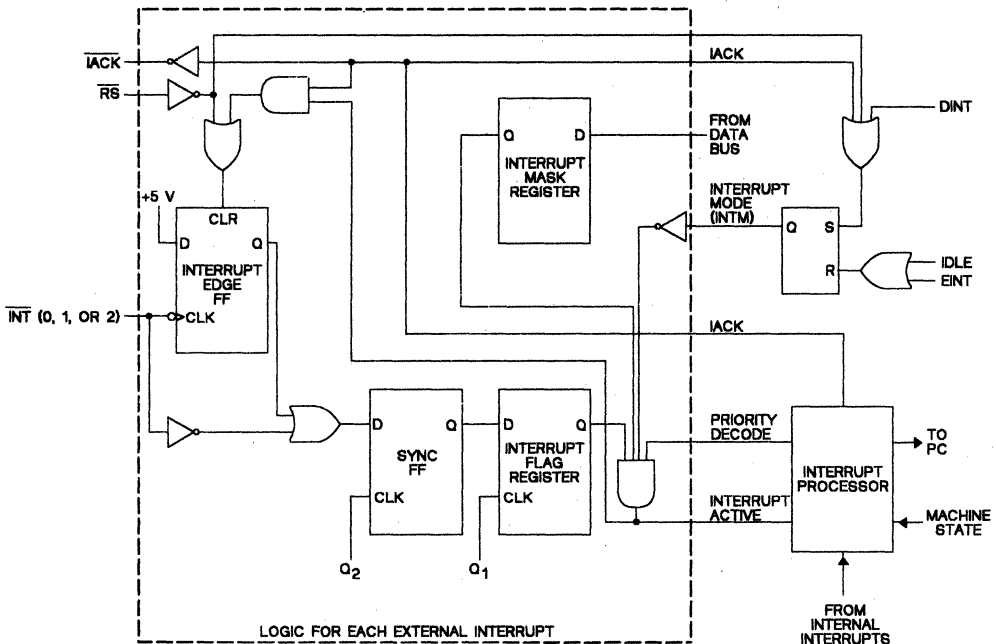 IACK
IACK
RS
DINT
FROM
DATA
BUS
Q D
INTERRUPT
MASK
REGISTER
+5 V
CLR
D Q
INTERRUPT
EDGE
FF
CLK
INTERRUPT
MODE
(INTM)
Q S
R
IDLE
EINT
INT (0, 1, OR 2)
IACK
D Q
SYNC
FF
CLK
D Q
INTERRUPT
FLAG
REGISTER
CLK
PRIORITY
DECODE
INTERRUPT
PROCESSOR
TO
PC
INTERRUPT
ACTIVE
MACHINE
STATE
Q2
Q1
FROM
INTERNAL
INTERRUPTS
LOGIC FOR EACH EXTERNAL INTERRUPT